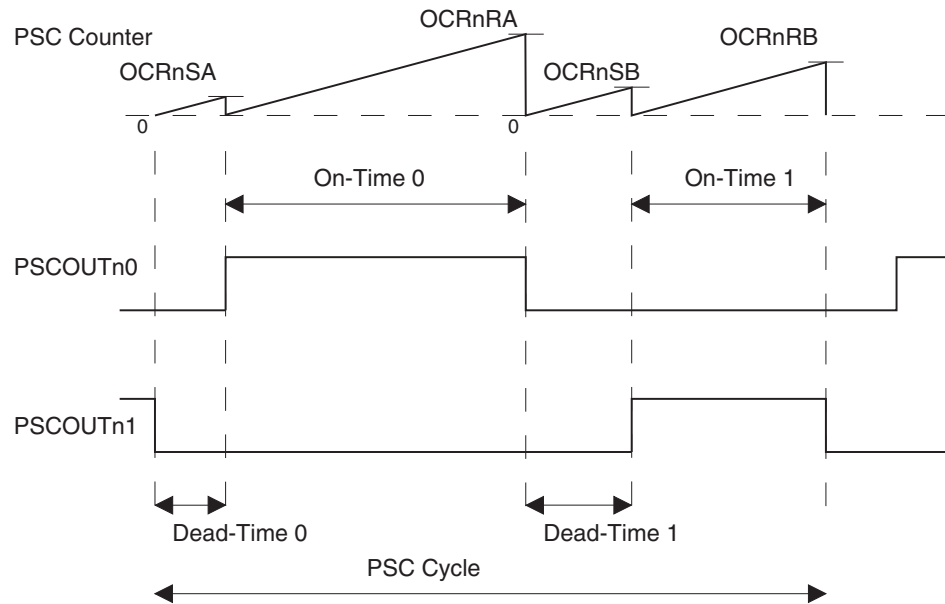 OCRnRA
PSC Counter
OCRnRB
OCRnSA
OCRnSB
0
0
On-Time 0
On-Time 1
PSCOUTn0
PSCOUTn1
Dead-Time 0
Dead-Time 1
PSC Cycle